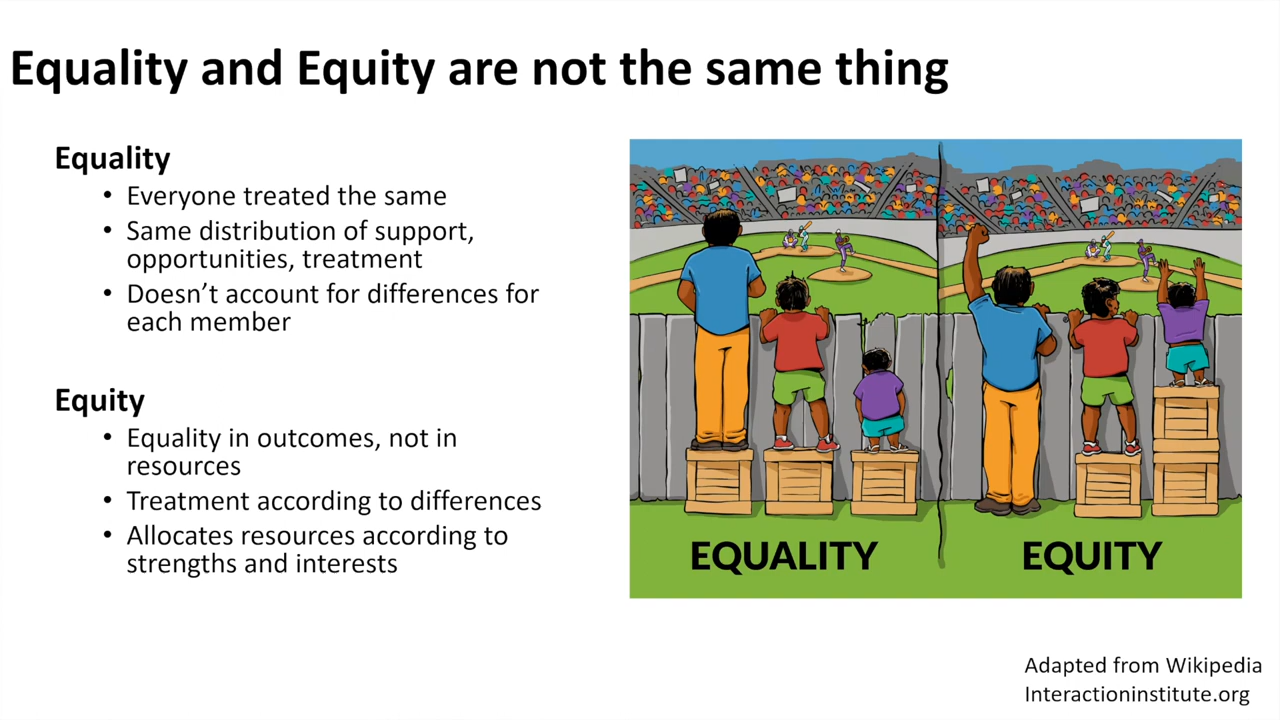 Equality and Equity are not the same thing
Equality
• Everyone treated the same
• Same distribution of support,
opportunities, treatment
• Doesn’t account for differences for
each member
Equity
• Equality in outcomes, not in
resources
• Treatment according to differences
• Allocates resources according to
strengths and interests
EQUALITY
EQUITY
Adapted from Wikipedia
Interactioninstitute.org